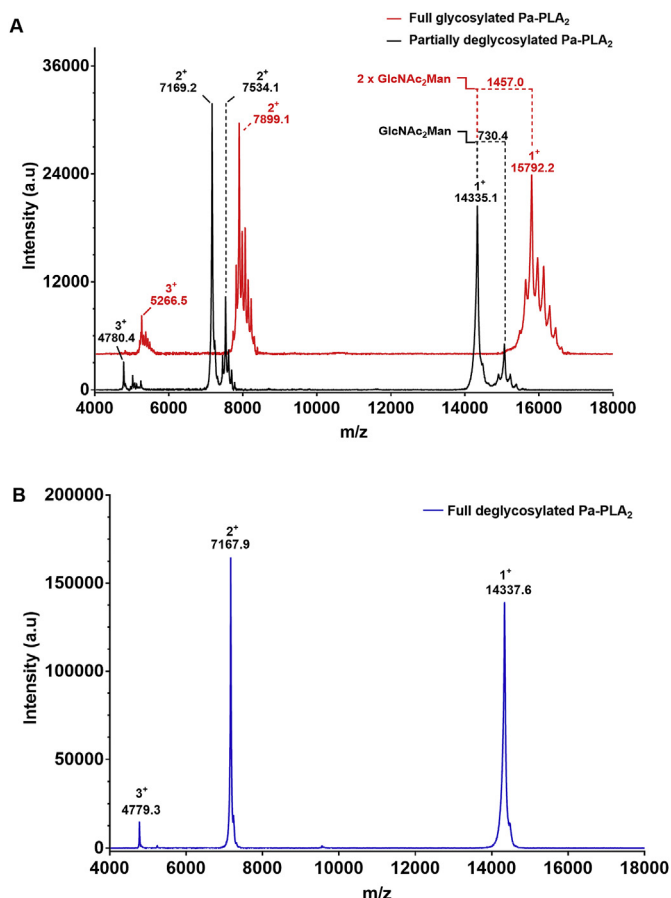 A
Full glycosylated Pa-PLA₂
Partially deglycosylated Pa-PLA₂
36000
24000
12000
0
Intensity (a.u)
2⁺
7169.2
2⁺
7534.1
2⁺
7899.1
2 x GlcNAc₂Man
1457.0
GlcNAc₂Man
730.4
1⁺
14335.1
1⁺
15792.2
3⁺
5266.5
3⁺
4780.4
4000 6000 8000 10000 12000 14000 16000 18000
m/z
B
200000
150000
100000
50000
0
Intensity (a.u)
Full deglycosylated Pa-PLA₂
2⁺
7167.9
1⁺
14337.6
3⁺
4779.3
4000 6000 8000 10000 12000 14000 16000 18000
m/z